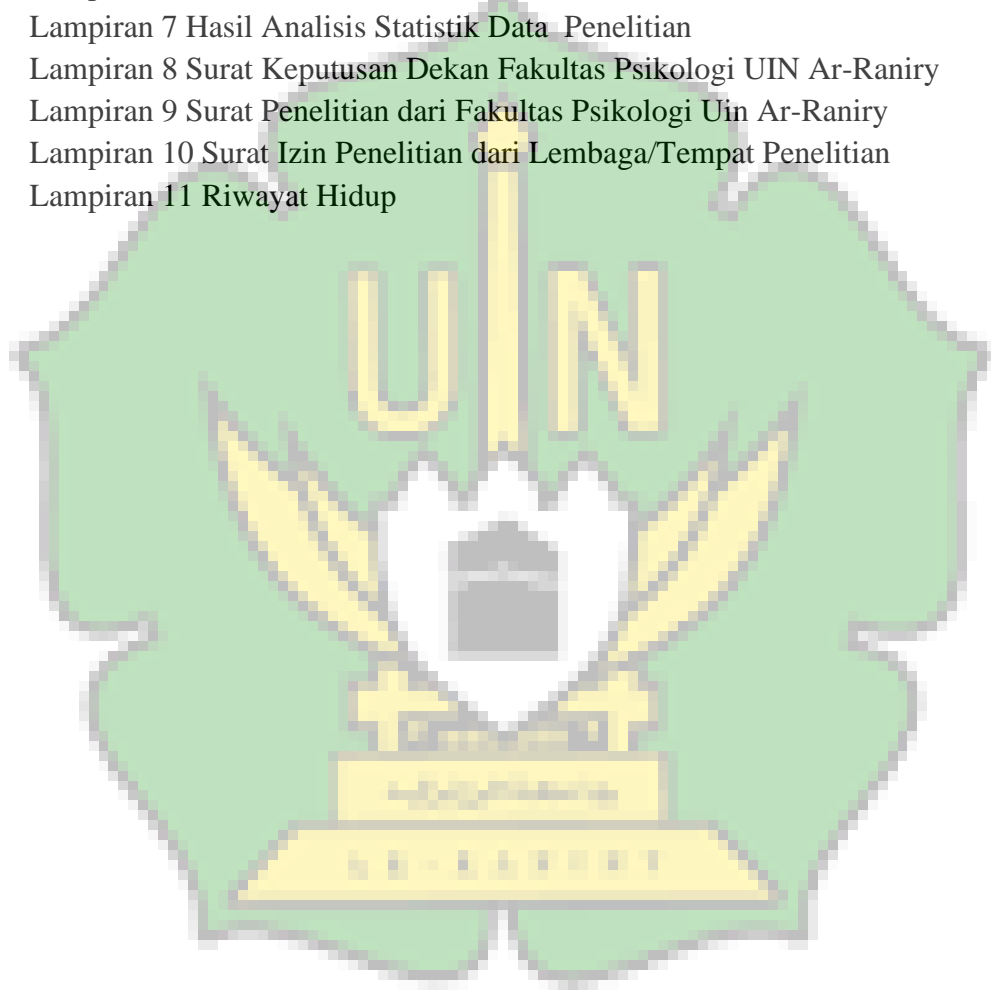 Lampiran 7 Hasil Analisis Statistik Data  Penelitian
Lampiran 8 Surat Keputusan Dekan Fakultas Psikologi UIN Ar-Raniry
Lampiran 9 Surat Penelitian dari Fakultas Psikologi Uin Ar-Raniry
Lampiran 10 Surat Izin Penelitian dari Lembaga/Tempat Penelitian
Lampiran 11 Riwayat Hidup
UIN